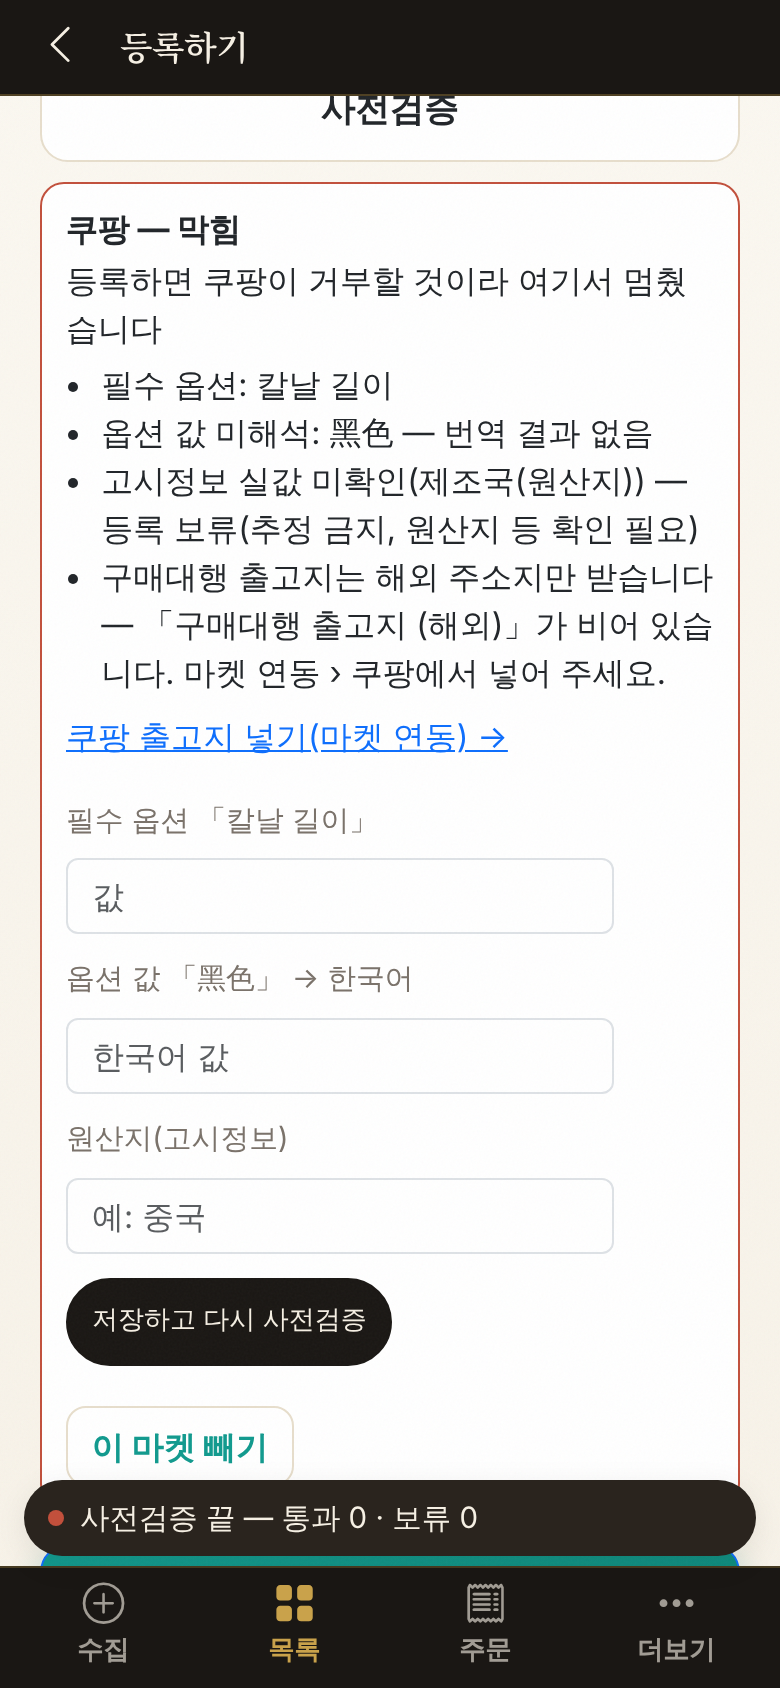 등록하기
사전검증
쿠팡 — 막힘
등록하면 쿠팡이 거부할 것이라 여기서 멈췄
습니다
• 필수 옵션: 칼날 길이
• 옵션 값 미해석: 黑色 — 번역 결과 없음
• 고시정보 실값 미확인(제조국(원산지)) —
등록 보류(추정 금지, 원산지 등 확인 필요)
• 구매대행 출고지는 해외 주소지만 받습니다
— 「구매대행 출고지 (해외)」가 비어 있습
니다. 마켓 연동 › 쿠팡에서 넣어 주세요.
쿠팡 출고지 넣기(마켓 연동) →
필수 옵션 「칼날 길이」
값
옵션 값 「黑色」 → 한국어
한국어 값
원산지(고시정보)
예: 중국
저장하고 다시 사전검증
이 마켓 빼기
사전검증 끝 — 통과 0 · 보류 0
수집
목록
주문
더보기